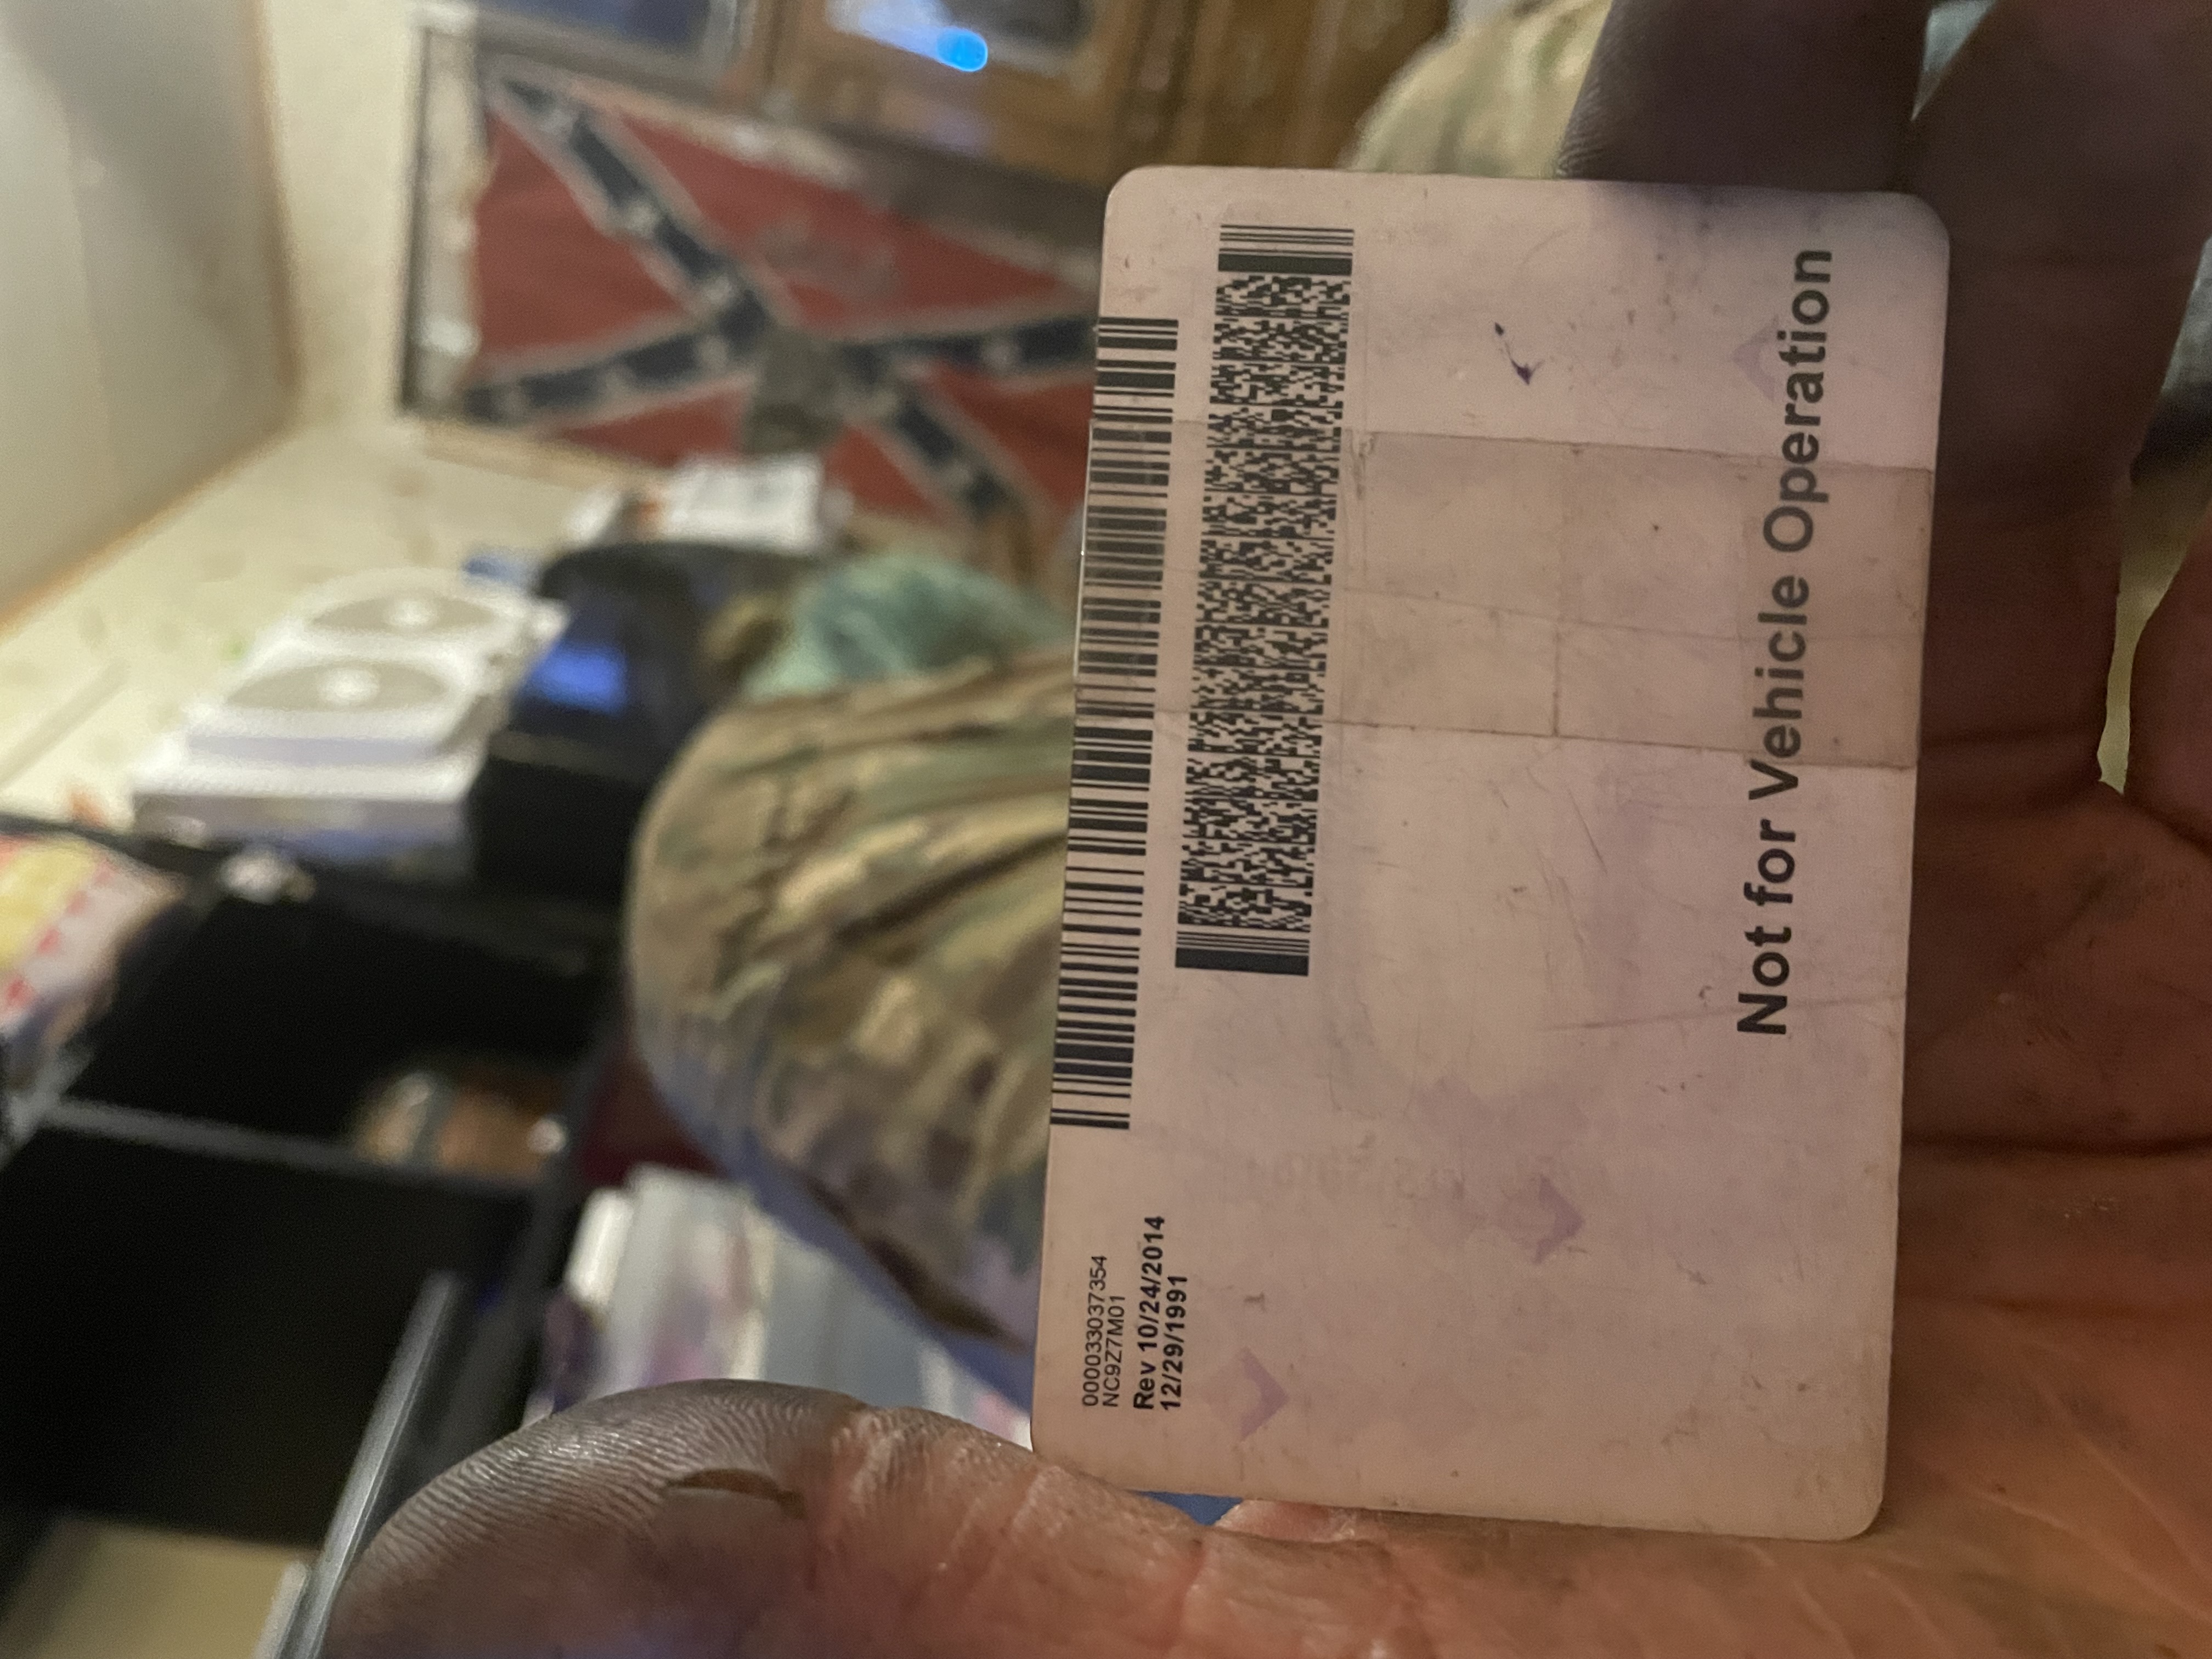 0000330337354
NC9Z7M01
Rev 10/24/2014
12/29/1991
Not for Vehicle Operation